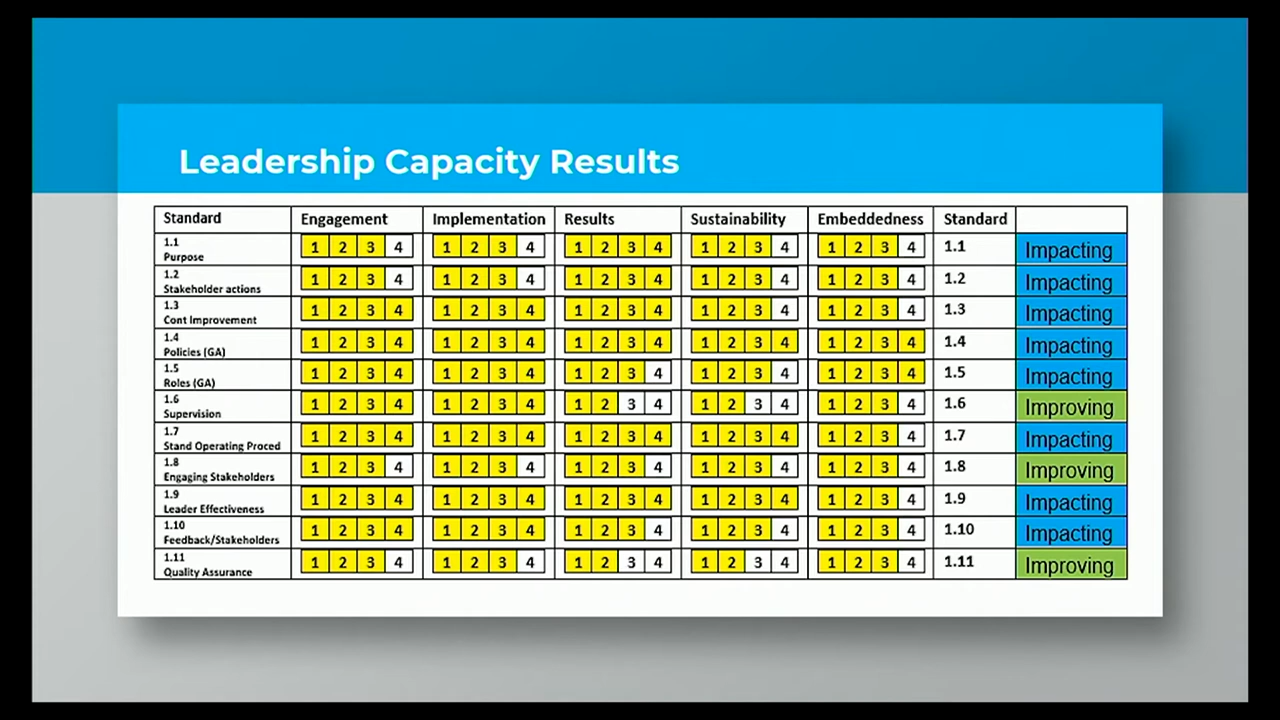 Leadership Capacity Results
Standard Engagement Implementation Results Sustainability Embeddedness Standard
1.1 Purpose 1 2 3 4 1 2 3 4 1 2 3 4 1 2 3 4 1 2 3 4 1.1 Impacting
1.2 Stakeholder actions 1 2 3 4 1 2 3 4 1 2 3 4 1 2 3 4 1 2 3 4 1.2 Impacting
1.3 Cont Improvement 1 2 3 4 1 2 3 4 1 2 3 4 1 2 3 4 1 2 3 4 1.3 Impacting
1.4 Policies (GA) 1 2 3 4 1 2 3 4 1 2 3 4 1 2 3 4 1 2 3 4 1.4 Impacting
1.5 Roles (GA) 1 2 3 4 1 2 3 4 1 2 3 4 1 2 3 4 1 2 3 4 1.5 Impacting
1.6 Supervision 1 2 3 4 1 2 3 4 1 2 3 4 1 2 3 4 1 2 3 4 1.6 Improving
1.7 Stand Operating Proced 1 2 3 4 1 2 3 4 1 2 3 4 1 2 3 4 1 2 3 4 1.7 Impacting
1.8 Engaging Stakeholders 1 2 3 4 1 2 3 4 1 2 3 4 1 2 3 4 1 2 3 4 1.8 Improving
1.9 Leader Effectiveness 1 2 3 4 1 2 3 4 1 2 3 4 1 2 3 4 1 2 3 4 1.9 Impacting
1.10 Feedback/Stakeholders 1 2 3 4 1 2 3 4 1 2 3 4 1 2 3 4 1 2 3 4 1.10 Impacting
1.11 Quality Assurance 1 2 3 4 1 2 3 4 1 2 3 4 1 2 3 4 1 2 3 4 1.11 Improving